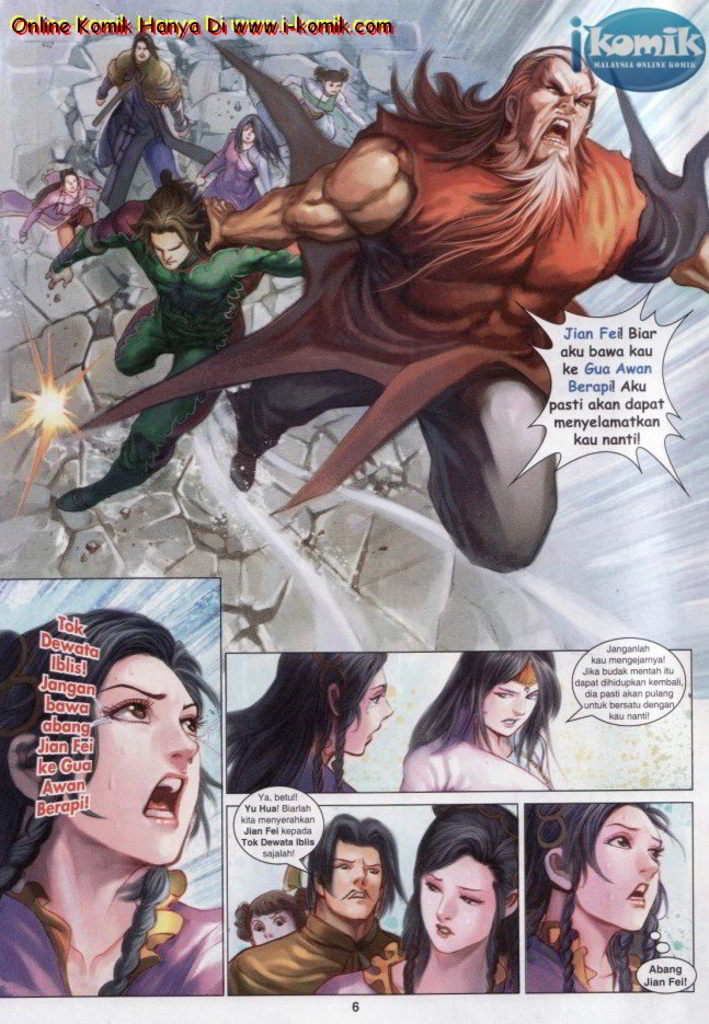 Online Komik Hanya Di www.i-komik.com
ikomik
MALAYSIA ONLINE KOMIK
Jian Fei! Biar
aku bawa kau
ke Gua Awan
Berapi! Aku
pasti akan dapat
menyelamatkan
kau nanti!
Tok
Dewata
Iblis!
Jangan
bawa
abang
Jian Fei
ke Gua
Awan
Berapi!
Janganlah
kau mengejarnya!
Jika budak mentah itu
dapat dihidupkan kembali,
dia pasti akan pulang
untuk bersatu dengan
kau nanti!
Ya, betul!
Yu Hua! Biarlah
kita menyerahkan
Jian Fei kepada
Tok Dewata Iblis
sajalah!
Abang
Jian Fei!
6